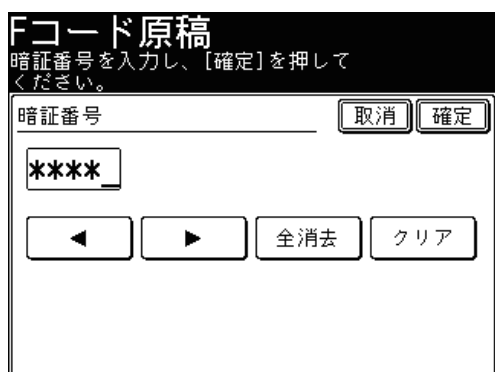 Fコード原稿
暗証番号を入力し、[確定]を押して
ください。
暗証番号 取消 確定
****_
◀ ▶ 全消去 クリア